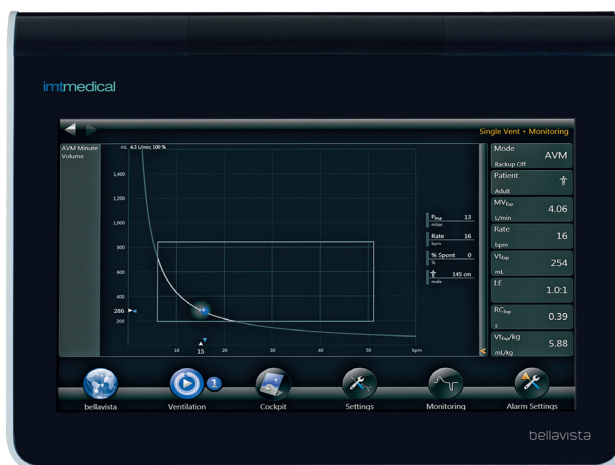 imtmedical
Single Vent • Monitoring
AVM Minute
Volume
mL 4.3 L/min; 100 %
1,400
1,200
1,000
800
600
400
286
200
10
15
20
30
40
50
bpm
PInsp 13
mbar
Rate 16
bpm
% Spont 0
%
145 cm
male
Mode
AVM
Backup Off
Patient
Adult
MVExp
4.06
L/min
Rate
16
bpm
VtExp
254
mL
I:E
1.0:1
RCExp
0.39
s
VtExp/kg
5.88
mL/kg
1
bellavista
Ventilation
Cockpit
Settings
Monitoring
Alarm Settings
bellavista